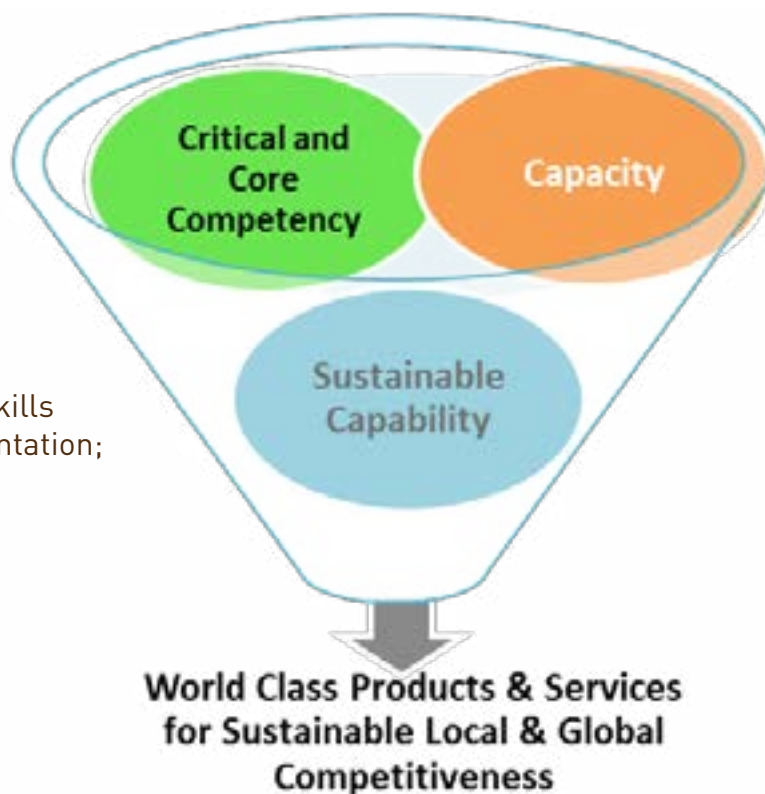 Critical and
Core
Competency
Capacity
Sustainable
Capability
kills
ntation;
World Class Products & Services
for Sustainable Local & Global
Competitiveness